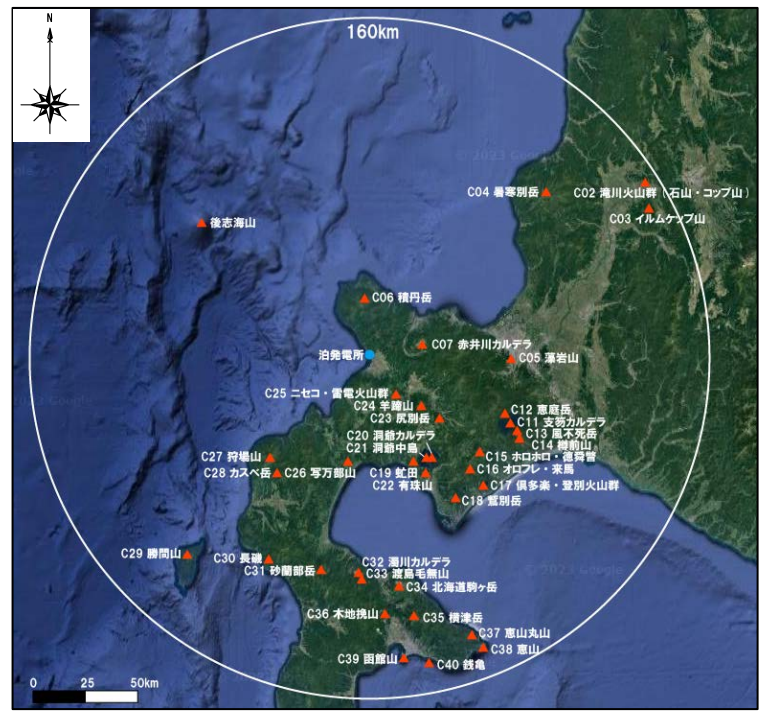 N
160km
C04 暑寒別岳
C02 滝川火山群(石山・コップ山)
C03 イルムケップ山
後志海山
C06 積丹岳
C07 赤井川カルデラ
泊発電所
C05 藻岩山
C25 ニセコ・雷電火山群
C24 羊蹄山
C12 恵庭岳
C23 尻別岳
C11 支笏カルデラ
C13 風不死岳
C20 洞爺カルデラ
C14 樽前山
C21 洞爺中島
C15 ホロホロ・徳舜瞥
C27 狩場山
C16 オロフレ・来馬
C28 カスベ岳
C26 写万部山
C19 虻田
C22 有珠山
C17 倶多楽・登別火山群
C18 鷲別岳
C29 勝澗山
C30 長磯
C32 濁川カルデラ
C31 砂蘭部岳
C33 渡島毛無山
C34 北海道駒ヶ岳
C36 木地挽山
C35 横津岳
C37 恵山丸山
C38 恵山
C39 函館山
C40 銭亀
0 25 50km